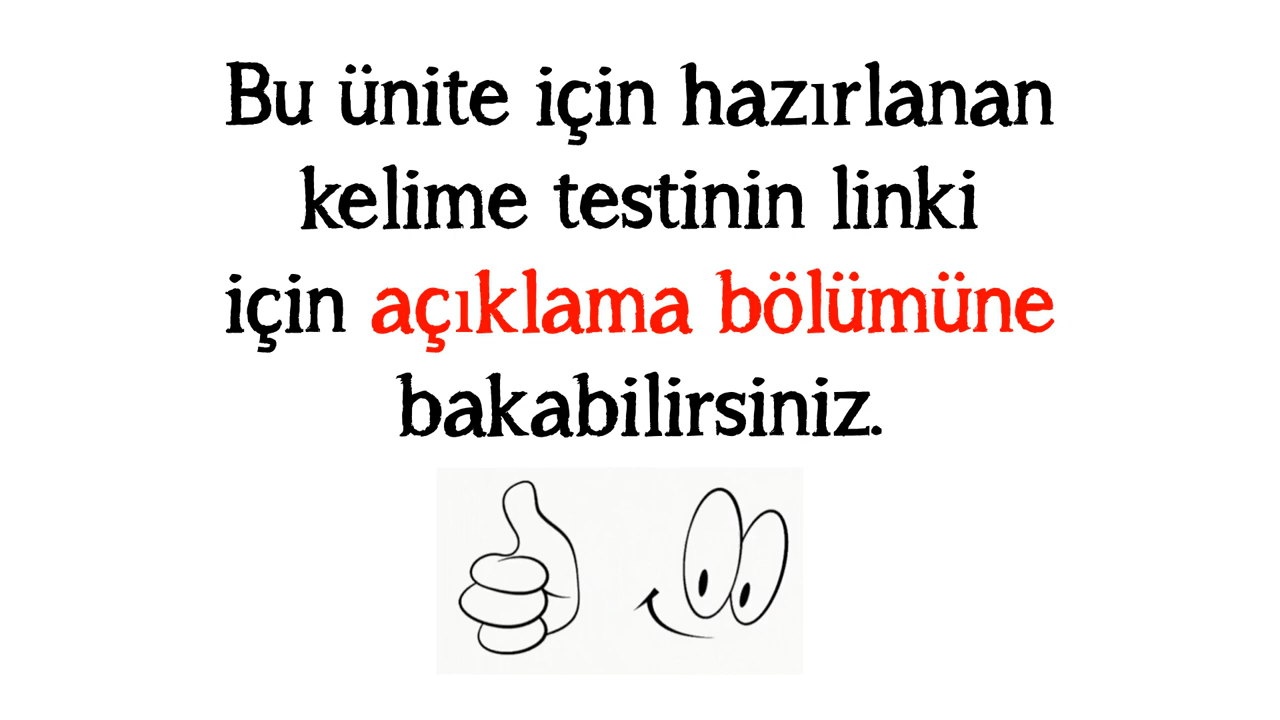 Bu ünite için hazırlanan
kelime testinin linki
için açıklama bölümüne
bakabilirsiniz.